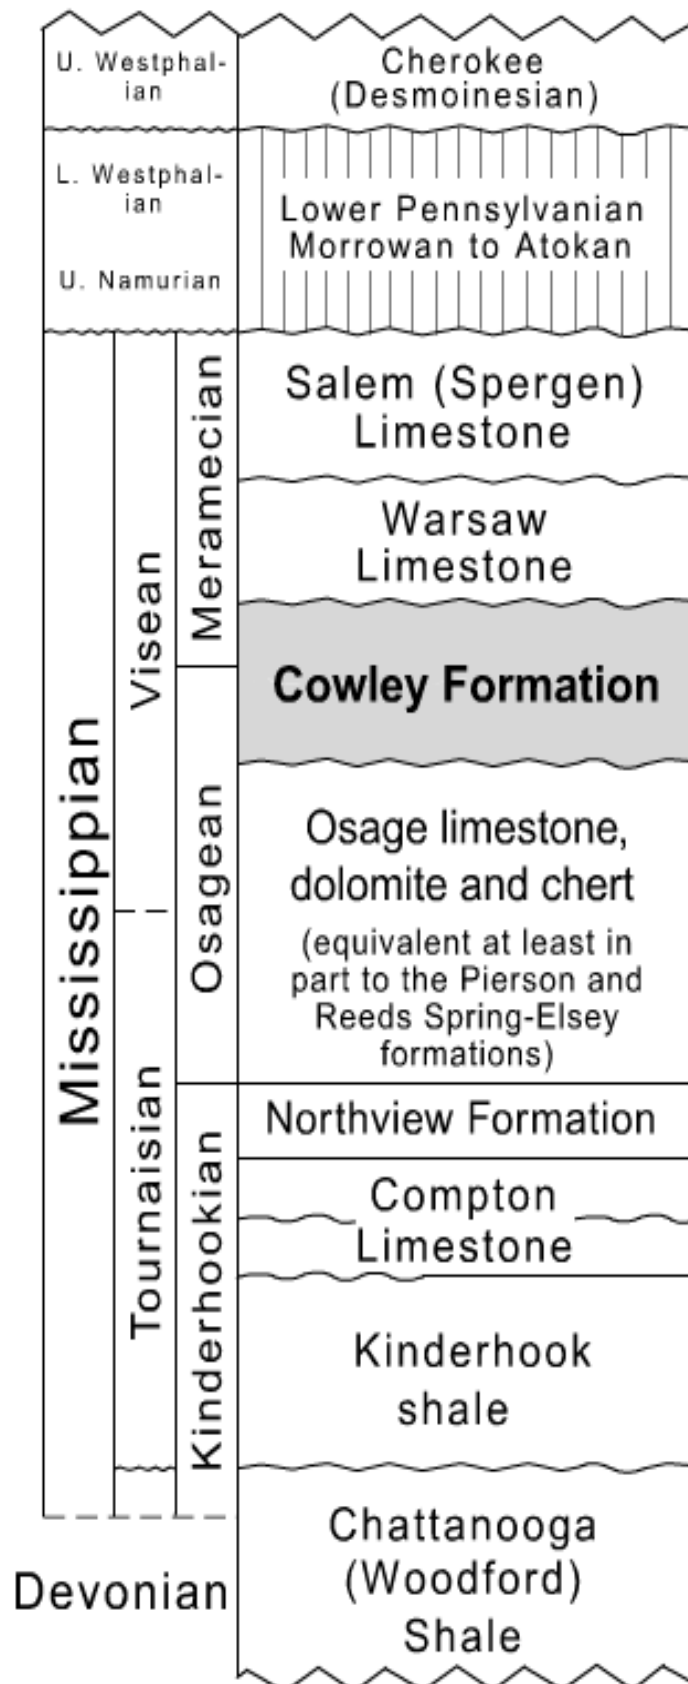 U. Westphal-
ian
Cherokee
(Desmoinesian)
L. Westphal-
ian
U. Namurian
Lower Pennsylvanian
Morrowan to Atokan
Mississippian
Visean
Tournaisian
Meramecian
Osagean
Kinderhookian
Salem (Spergen)
Limestone
Warsaw
Limestone
Cowley Formation
Osage limestone,
dolomite and chert
(equivalent at least in
part to the Pierson and
Reeds Spring-Elsey
formations)
Northview Formation
Compton
Limestone
Kinderhook
shale
Devonian
Chattanooga
(Woodford)
Shale